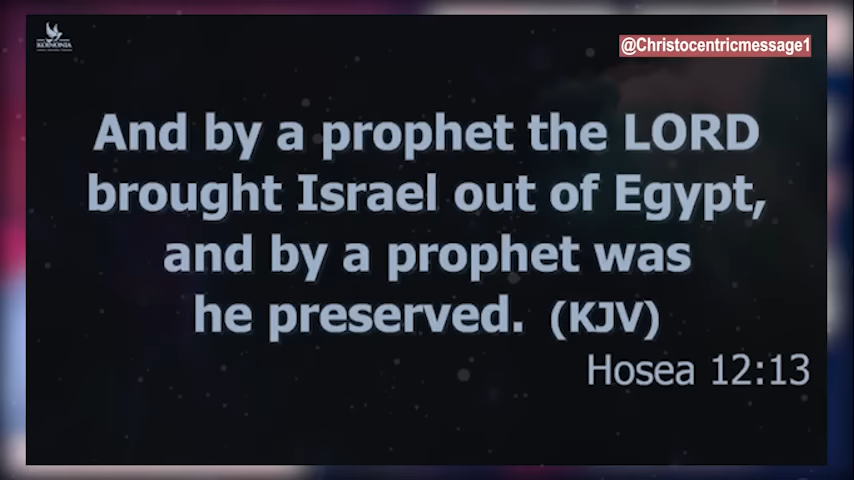 KOINONIA
@Christocentricmessage1
And by a prophet the LORD
brought Israel out of Egypt,
and by a prophet was
he preserved. (KJV)
Hosea 12:13